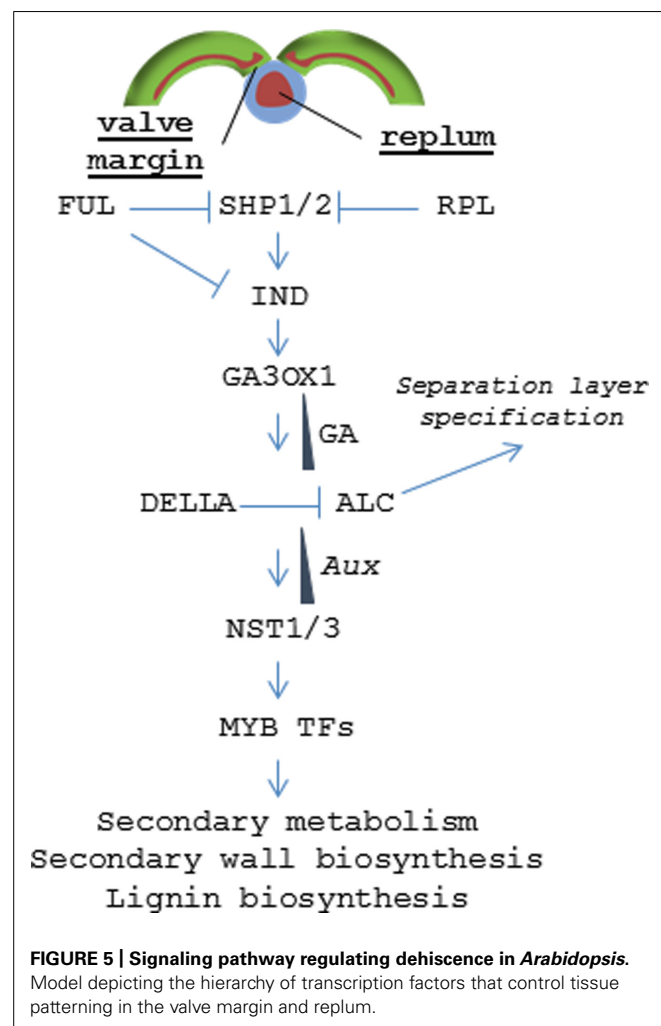 valve
margin
replum
FUL SHP1/2 RPL
IND
GA3OX1
Separation layer
specification
GA
DELLA ALC
Aux
NST1/3
MYB TFs
Secondary metabolism
Secondary wall biosynthesis
Lignin biosynthesis
FIGURE 5 | Signaling pathway regulating dehiscence in Arabidopsis.
Model depicting the hierarchy of transcription factors that control tissue
patterning in the valve margin and replum.